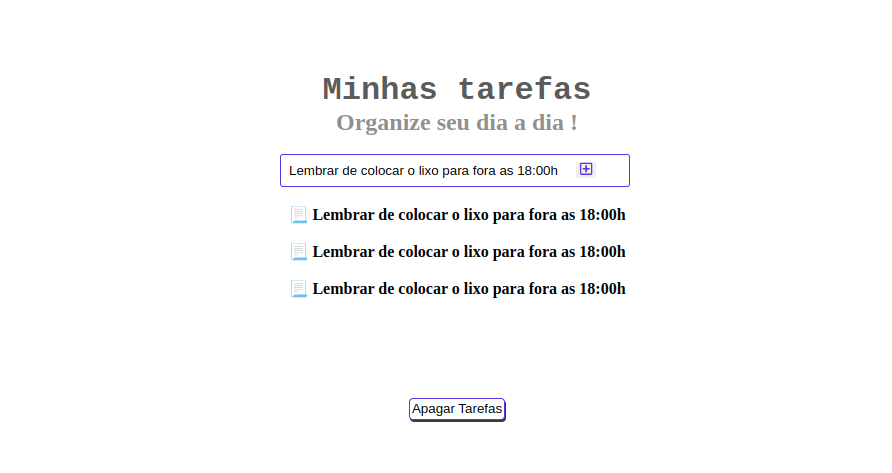 Minhas tarefas
Organize seu dia a dia !
Lembrar de colocar o lixo para fora as 18:00h
Lembrar de colocar o lixo para fora as 18:00h
Lembrar de colocar o lixo para fora as 18:00h
Lembrar de colocar o lixo para fora as 18:00h
Apagar Tarefas